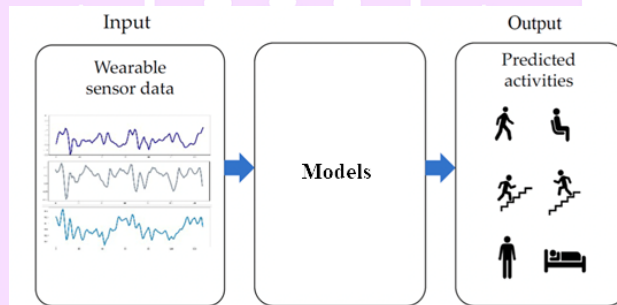 Input
Output
Wearable
sensor data
Models
Predicted
activities